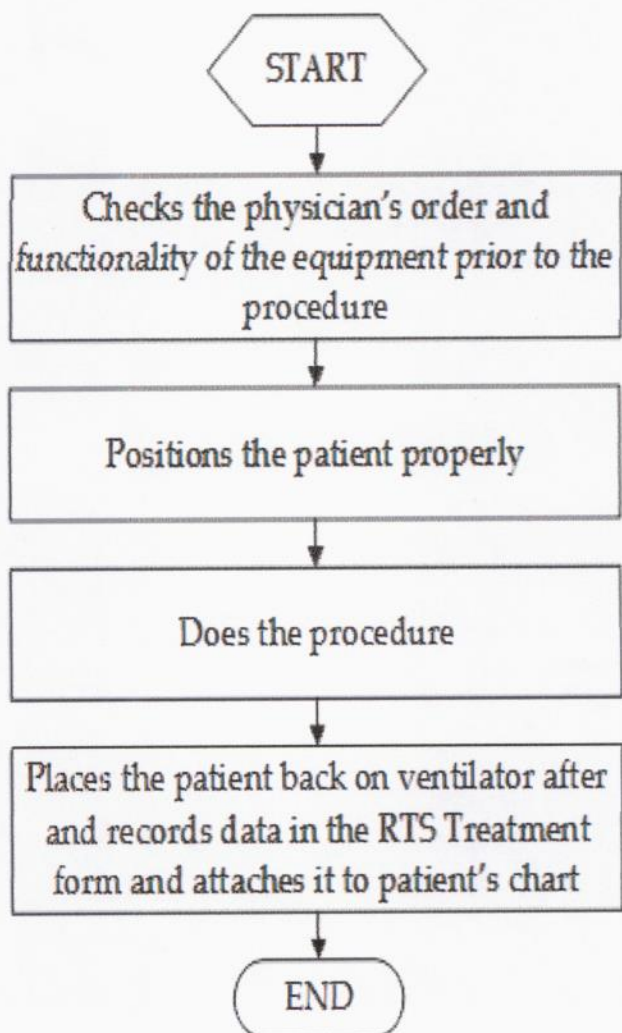 START
Checks the physician's order and
functionality of the equipment prior to the
procedure
Positions the patient properly
Does the procedure
Places the patient back on ventilator after
and records data in the RTS Treatment
form and attaches it to patient's chart
END